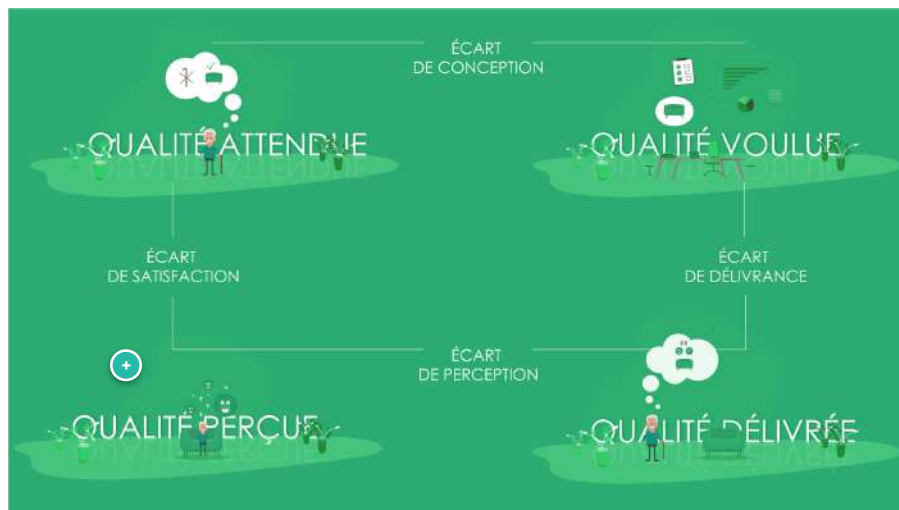 ÉCART
DE CONCEPTION
QUALITÉ ATTENDUE
QUALITÉ VOULUE
ÉCART
DE SATISFACTION
ÉCART
DE DÉLIVRANCE
ÉCART
DE PERCEPTION
QUALITÉ PERÇUE
QUALITÉ DÉLIVRÉE